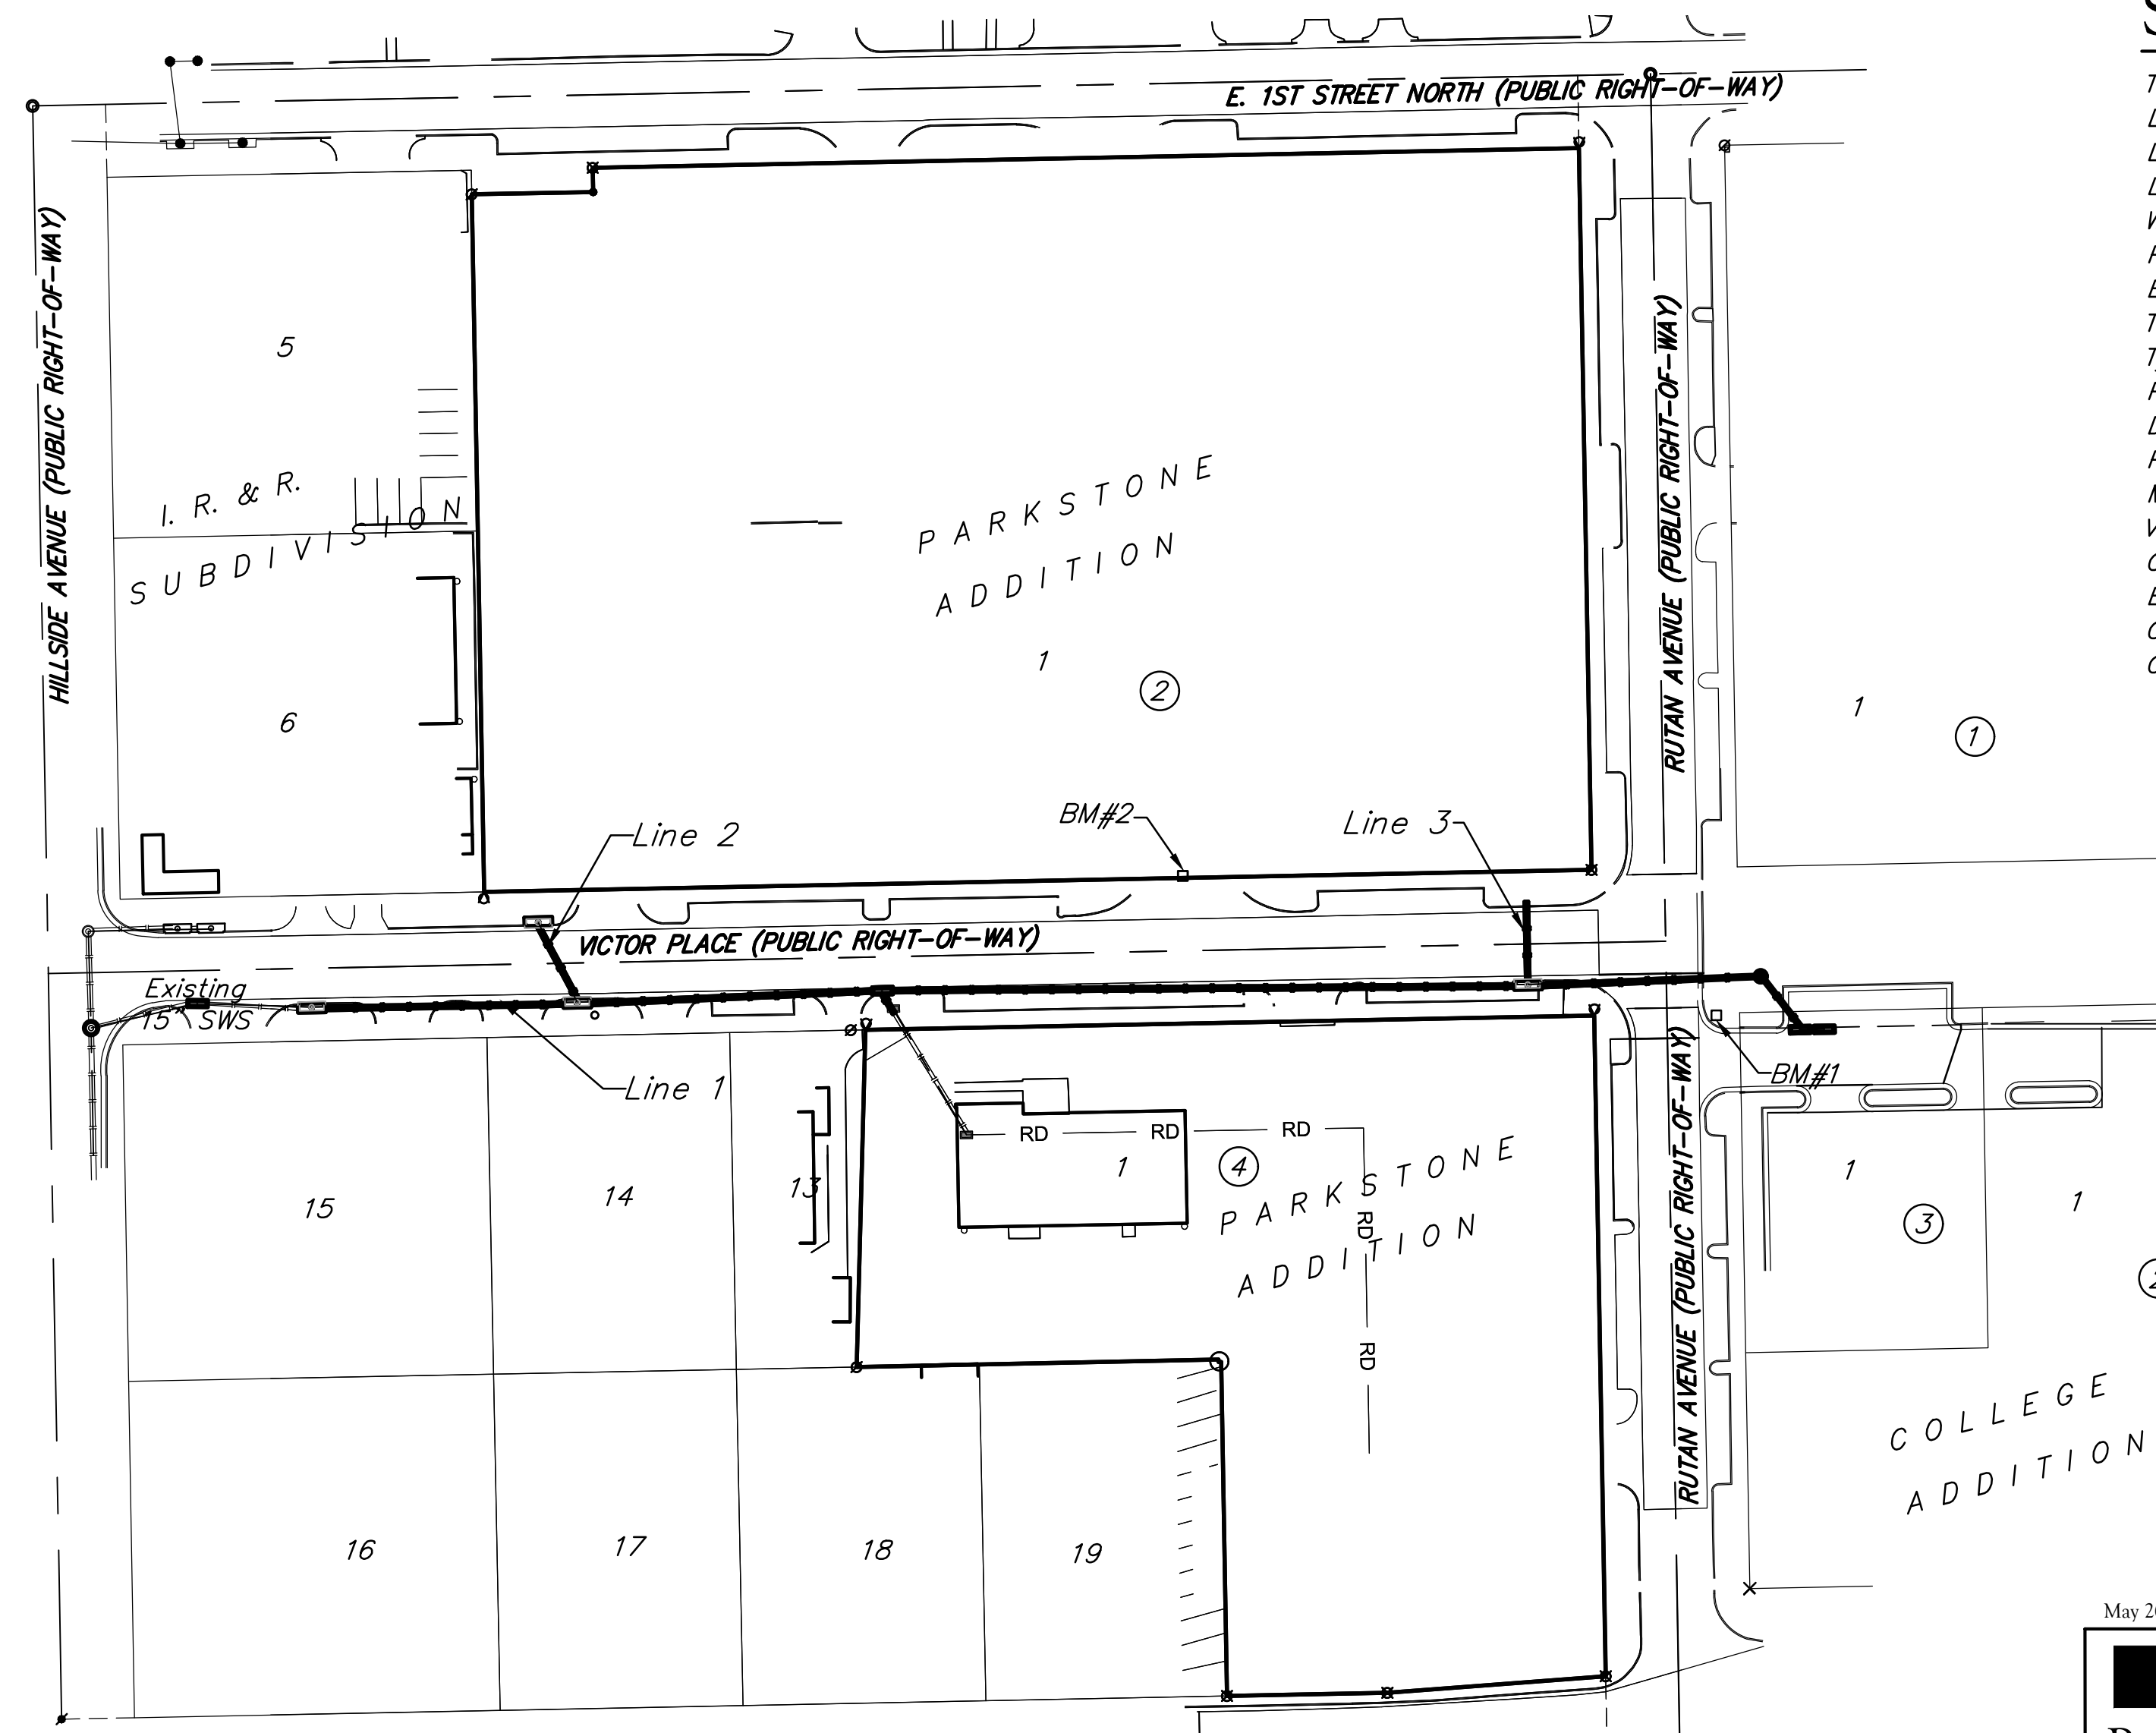 E. 1ST STREET NORTH (PUBLIC RIGHT-OF-WAY)
HILLSIDE AVENUE (PUBLIC RIGHT-OF-WAY)
RUTAN AVENUE (PUBLIC RIGHT-OF-WAY)
5
I. R. & R.
SUBDIVISION
6
PARKSTONE
ADDITION
1
2
1
1
Line 2
BM#2
Line 3
VICTOR PLACE (PUBLIC RIGHT-OF-WAY)
Existing
15" SWS
Line 1
BM#1
RD
RD
RD
1
4
PARKSTONE
ADDITION
RD
RD
RUTAN AVENUE (PUBLIC RIGHT-OF-WAY)
15
14
13
1
3
1
COLLEGE
ADDITION
16
17
18
19
May